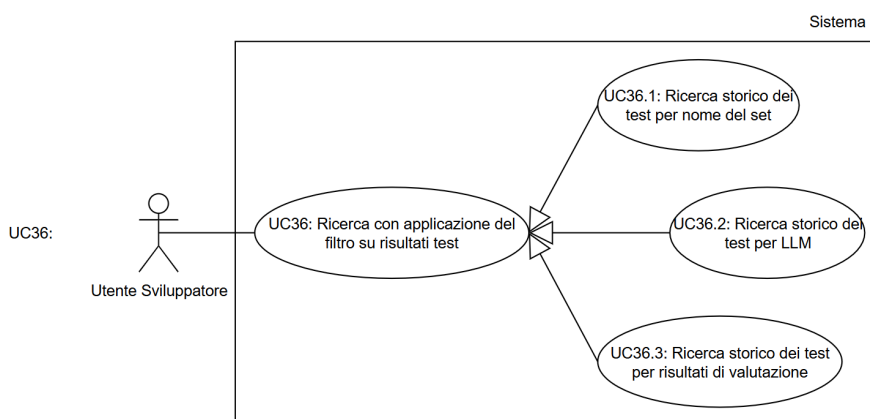 Sistema
UC36.1: Ricerca storico dei
test per nome del set
UC36:
Utente Sviluppatore
UC36: Ricerca con applicazione del
filtro su risultati test
UC36.2: Ricerca storico dei
test per LLM
UC36.3: Ricerca storico dei test
per risultati di valutazione